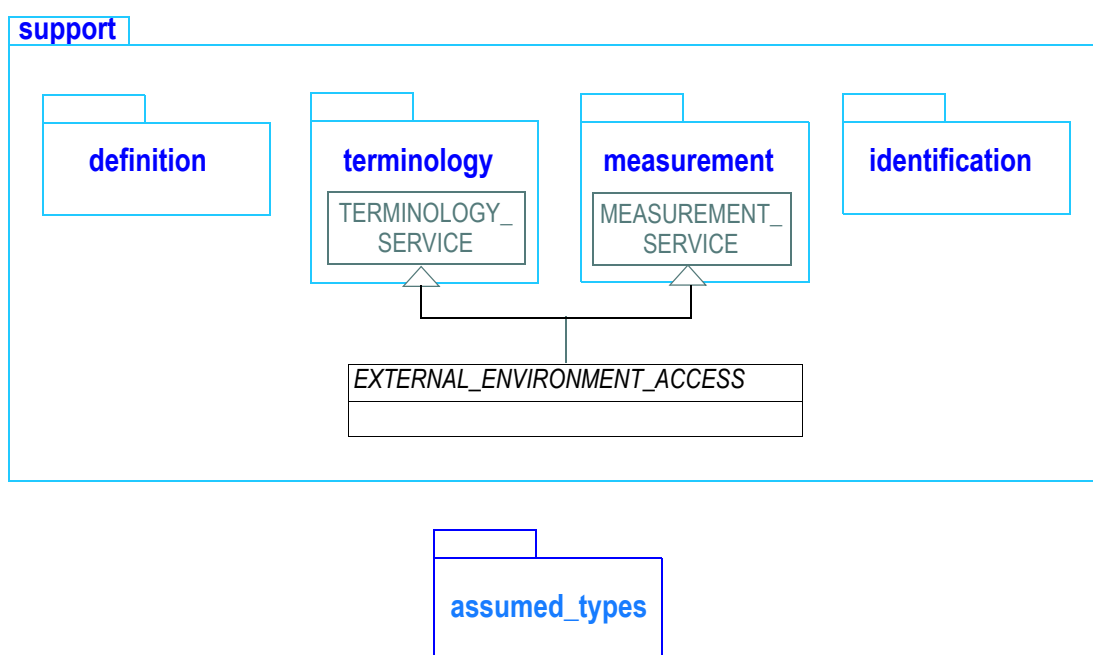 support
definition
terminology
measurement
identification
TERMINOLOGY_
SERVICE
MEASUREMENT_
SERVICE
EXTERNAL_ENVIRONMENT_ACCESS
assumed_types